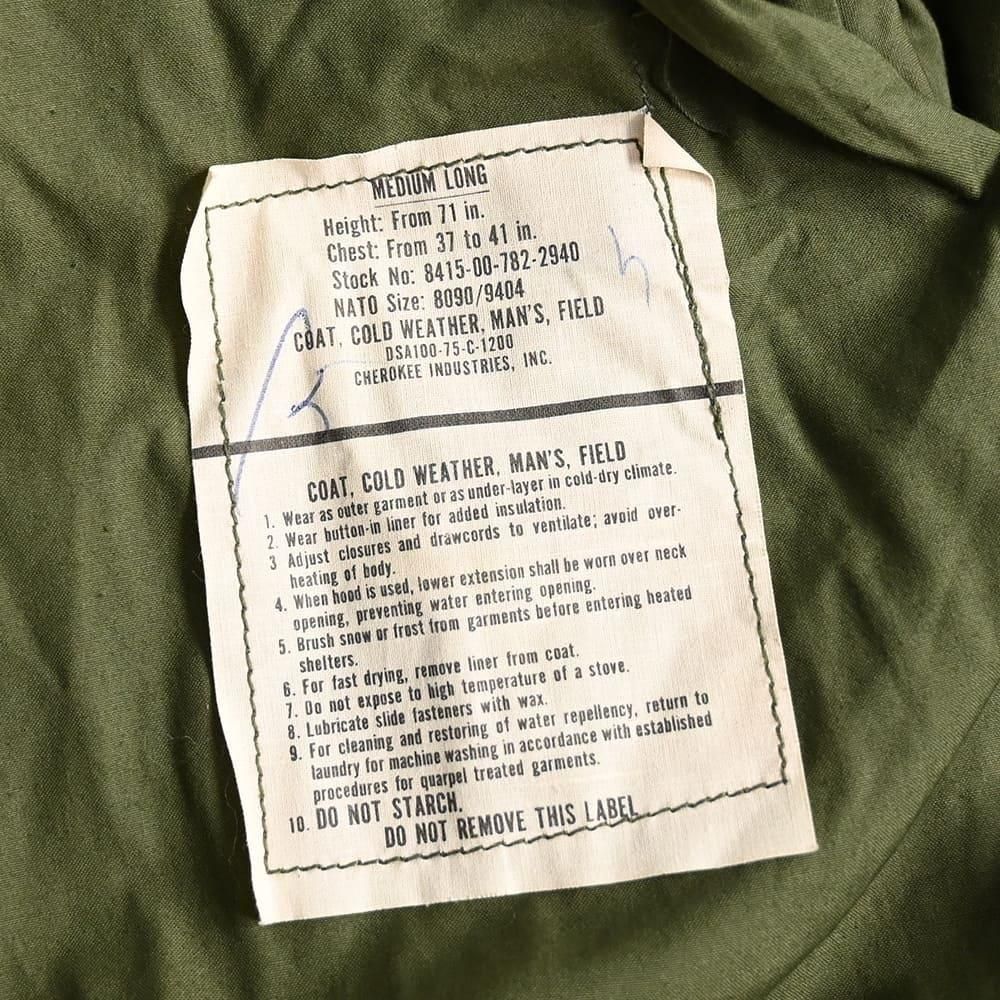 MEDIUM LONG
Height: From 71 in.
Chest: From 37 to 41 in.
Stock No: 8415-00-782-2940
NATO Size: 8090/9404
COAT, COLD WEATHER, MAN'S, FIELD
DSA100-75-C-1200
CHEROKEE INDUSTRIES, INC.
COAT, COLD WEATHER, MAN'S, FIELD
1. Wear as outer garment or as under-layer in cold-dry climate.
2. Wear button-in liner for added insulation.
3 Adjust closures and drawcords to ventilate; avoid over-
heating of body.
4. When hood is used, lower extension shall be worn over neck
opening, preventing water entering opening.
5. Brush snow or frost from garments before entering heated
shelters.
6. For fast drying, remove liner from coat.
7. Do not expose to high temperature of a stove.
8. Lubricate slide fasteners with wax.
9. For cleaning and restoring of water repellency, return to
laundry for machine washing in accordance with established
procedures for quarpel treated garments.
10. DO NOT STARCH.
DO NOT REMOVE THIS LABEL